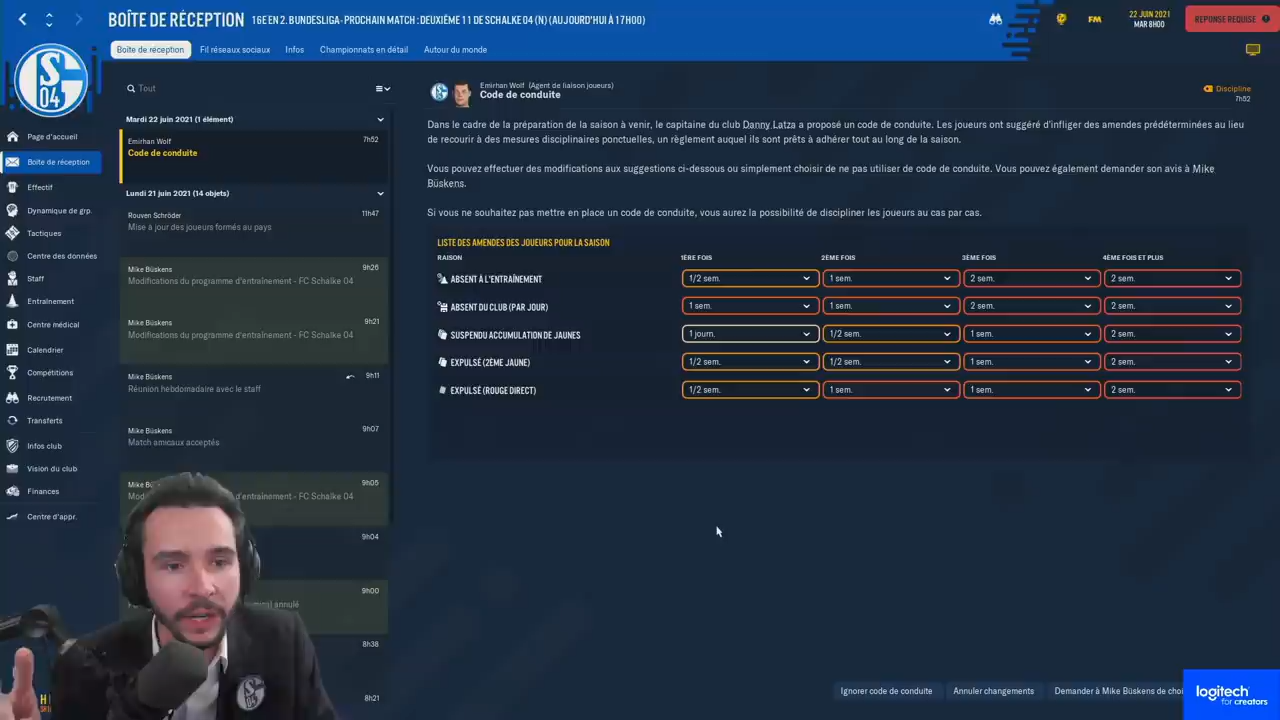 BOÎTE DE RÉCEPTION
16E EN 2. BUNDESLIGA- PROCHAIN MATCH : DEUXIÈME 11 DE SCHALKE 04 (N) (AUJOURD'HUI À 17H00)
FM
22 JUIN 2021
MAR 8H00
RÉPONSE REQUISE
Boîte de réception
Fil réseaux sociaux
Infos
Championnats en détail
Autour du monde
S
04
Page d'accueil
Boîte de réception
Effectif
Dynamique de grp.
Tactiques
Centre des données
Staff
Entraînement
Centre médical
Calendrier
Compétitions
Recrutement
Transferts
Infos club
Vision du club
Finances
Centre d'appr.
Tout
Mardi 22 juin 2021 (1 élément)
Emirhan Wolf 7h52
Code de conduite
Lundi 21 juin 2021 (14 objets)
Rouven Schröder 11h47
Mise à jour des joueurs formés au pays
Mike Büskens 9h26
Modifications du programme d'entraînement - FC Schalke 04
Mike Büskens 9h21
Modifications du programme d'entraînement - FC Schalke 04
Mike Büskens 9h11
Réunion hebdomadaire avec le staff
Mike Büskens 9h07
Match amicaux acceptés
9h05
d'entraînement - FC Schalke 04
9h04
9h00
annulé
8h38
8h21
Emirhan Wolf (Agent de liaison joueurs)
Code de conduite
Discipline
7h52
Dans le cadre de la préparation de la saison à venir, le capitaine du club Danny Latza a proposé un code de conduite. Les joueurs ont suggéré d'infliger des amendes prédéterminées au lieu
de recourir à des mesures disciplinaires ponctuelles, un règlement auquel ils sont prêts à adhérer tout au long de la saison.
Vous pouvez effectuer des modifications aux suggestions ci-dessous ou simplement choisir de ne pas utiliser de code de conduite. Vous pouvez également demander son avis à Mike
Büskens.
Si vous ne souhaitez pas mettre en place un code de conduite, vous aurez la possibilité de discipliner les joueurs au cas par cas.
LISTE DES AMENDES DES JOUEURS POUR LA SAISON
RAISON 1ÈRE FOIS 2ÈME FOIS 3ÈME FOIS 4ÈME FOIS ET PLUS
ABSENT À L'ENTRAÎNEMENT 1/2 sem. 1 sem. 2 sem. 2 sem.
ABSENT DU CLUB (PAR JOUR) 1 sem. 1 sem. 2 sem. 2 sem.
SUSPENDU ACCUMULATION DE JAUNES 1 journ. 1/2 sem. 1 sem. 2 sem.
EXPULSÉ (2ÈME JAUNE) 1/2 sem. 1/2 sem. 1 sem. 2 sem.
EXPULSÉ (ROUGE DIRECT) 1/2 sem. 1 sem. 1 sem. 2 sem.
Ignorer code de conduite
Annuler changements
Demander à Mike Büskens de choi
logitech
for creators